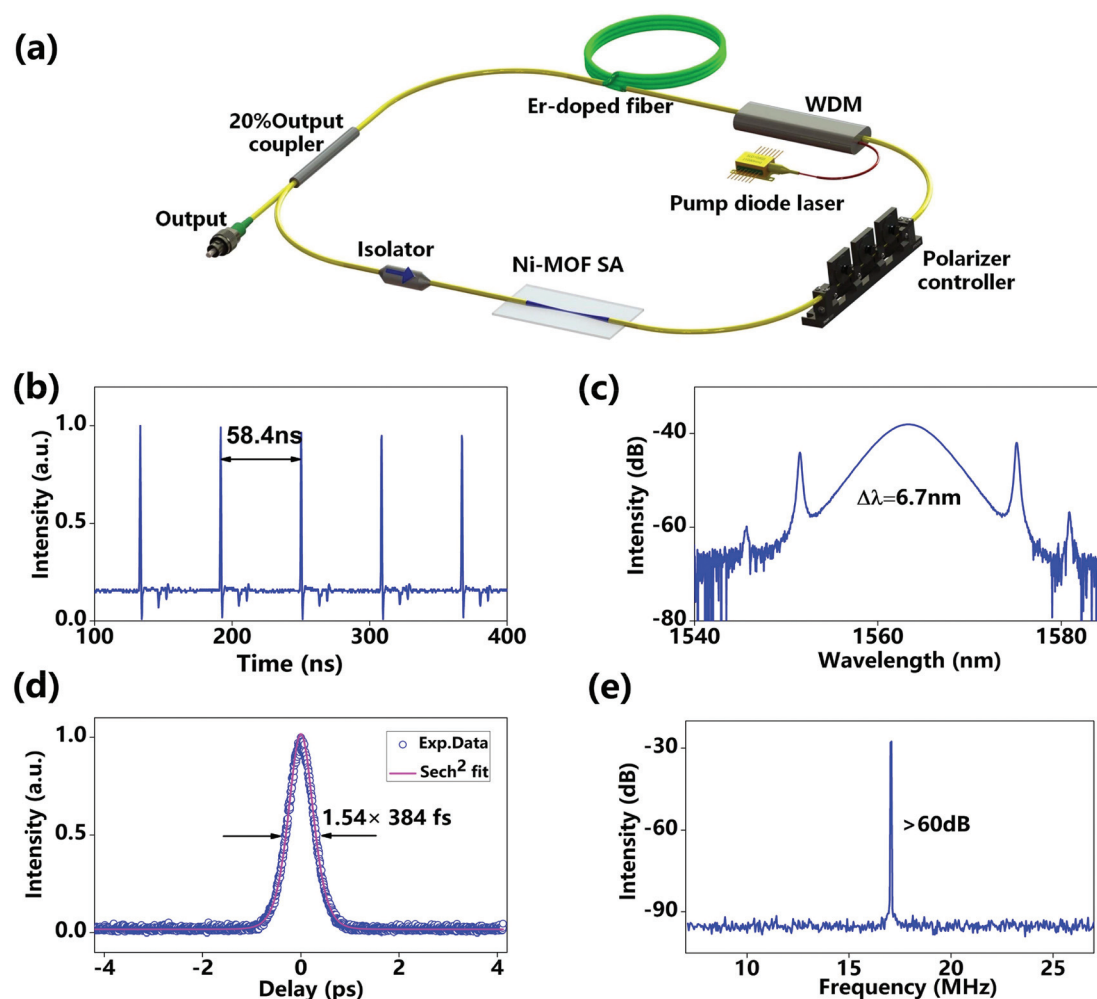 (a)
Er-doped fiber
WDM
20%Output
coupler
Pump diode laser
Output
Isolator
Ni-MOF SA
Polarizer
controller
(b)
Intensity (a.u.)
1.0
0.5
0.0
58.4ns
100
200
300
400
Time (ns)
(c)
Intensity (dB)
-40
-60
-80
Δλ=6.7nm
1540
1560
1580
Wavelength (nm)
(d)
Intensity (a.u.)
1.0
0.5
0.0
Exp.Data
Sech² fit
1.54× 384 fs
-4
-2
0
2
4
Delay (ps)
(e)
Intensity (dB)
-30
-60
-90
>60dB
10
15
20
25
Frequency (MHz)